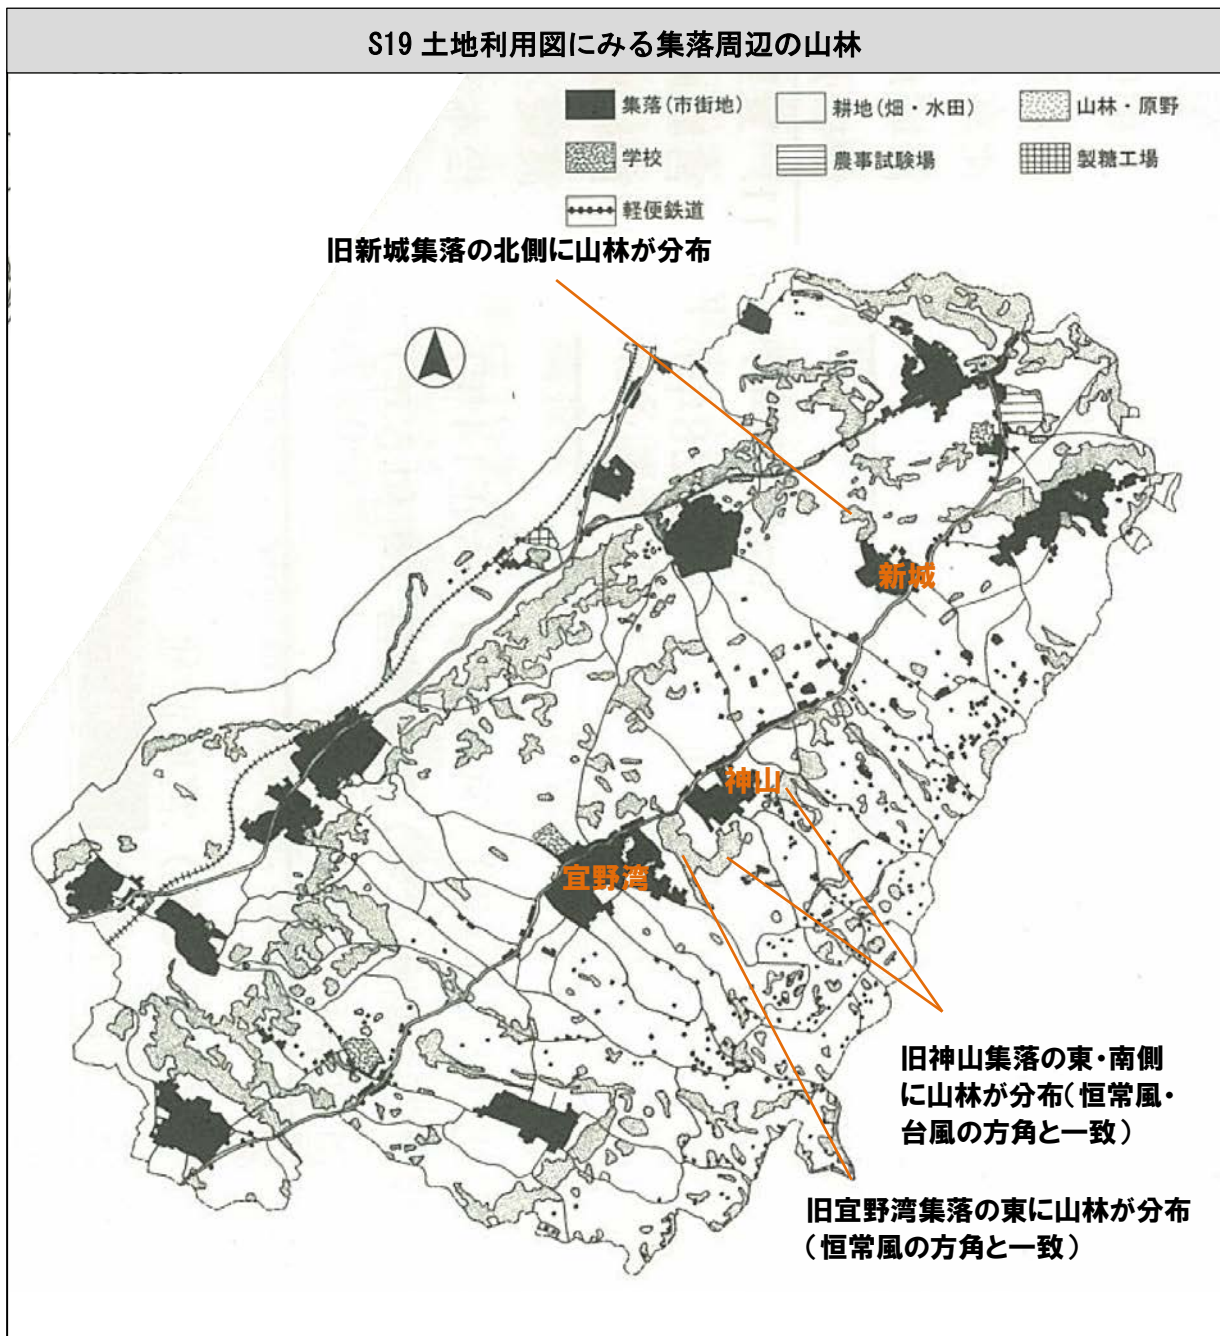 S19 土地利用図にみる集落周辺の山林
集落(市街地)
耕地(畑・水田)
山林・原野
学校
農事試験場
製糖工場
軽便鉄道
旧新城集落の北側に山林が分布
新城
神山
宜野湾
旧神山集落の東・南側
に山林が分布(恒常風・
台風の方角と一致)
旧宜野湾集落の東に山林が分布
(恒常風の方角と一致)